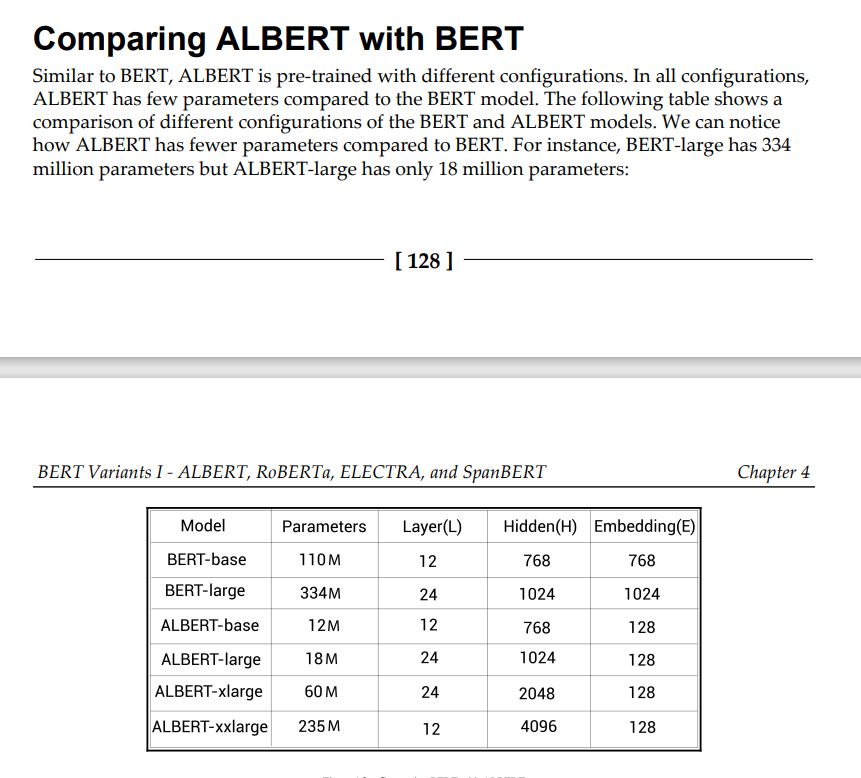 Comparing ALBERT with BERT
Similar to BERT, ALBERT is pre-trained with different configurations. In all configurations,
ALBERT has few parameters compared to the BERT model. The following table shows a
comparison of different configurations of the BERT and ALBERT models. We can notice
how ALBERT has fewer parameters compared to BERT. For instance, BERT-large has 334
million parameters but ALBERT-large has only 18 million parameters:
[ 128 ]
BERT Variants I - ALBERT, RoBERTa, ELECTRA, and SpanBERT Chapter 4
Model Parameters Layer(L) Hidden(H) Embedding(E)
BERT-base 110M 12 768 768
BERT-large 334M 24 1024 1024
ALBERT-base 12M 12 768 128
ALBERT-large 18M 24 1024 128
ALBERT-xlarge 60M 24 2048 128
ALBERT-xxlarge 235M 12 4096 128